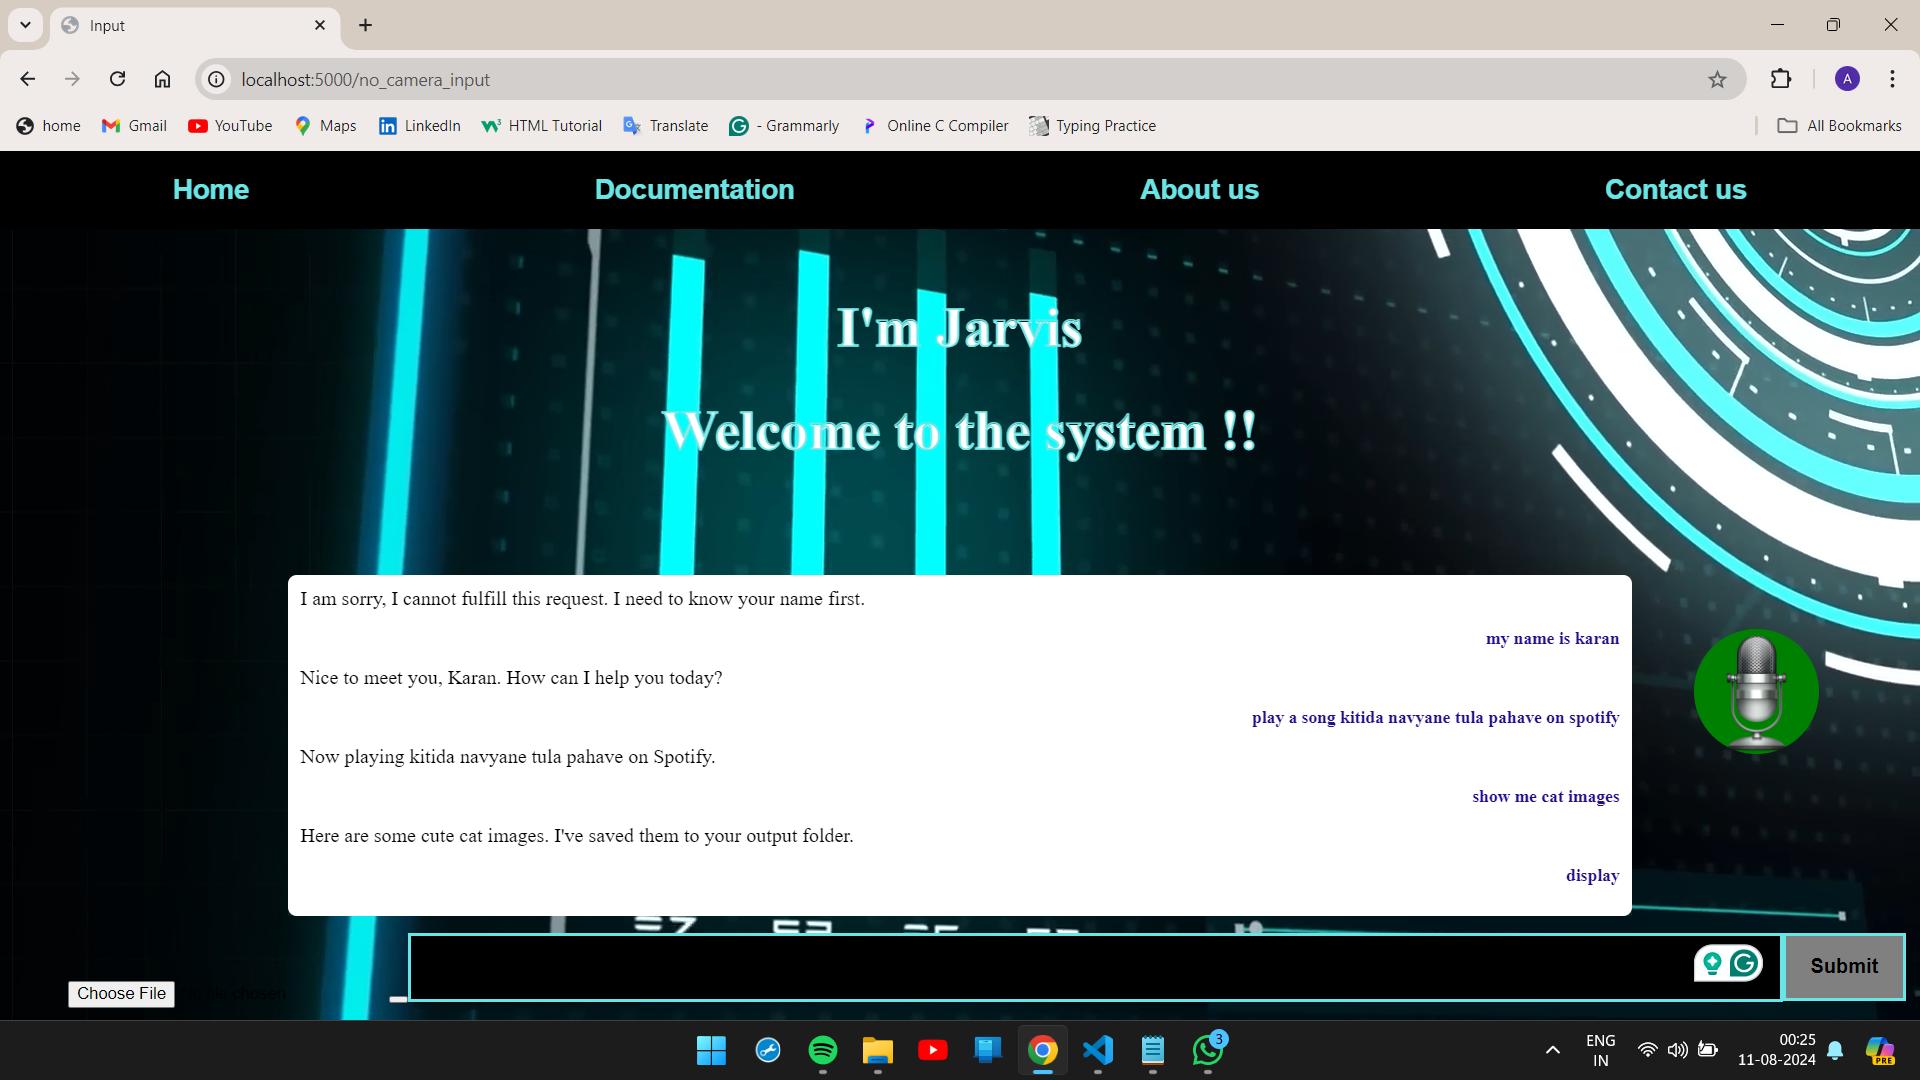 Input
localhost:5000/no_camera_input
A
home
Gmail
YouTube
Maps
LinkedIn
HTML Tutorial
Translate
- Grammarly
Online C Compiler
Typing Practice
All Bookmarks
Home
Documentation
About us
Contact us
I'm Jarvis
Welcome to the system !!
I am sorry, I cannot fulfill this request. I need to know your name first.
my name is karan
Nice to meet you, Karan. How can I help you today?
play a song kitida navyane tula pahave on spotify
Now playing kitida navyane tula pahave on Spotify.
show me cat images
Here are some cute cat images. I've saved them to your output folder.
display
Submit
Choose File
No file chosen
3
ENG
IN
00:25
11-08-2024
PRE